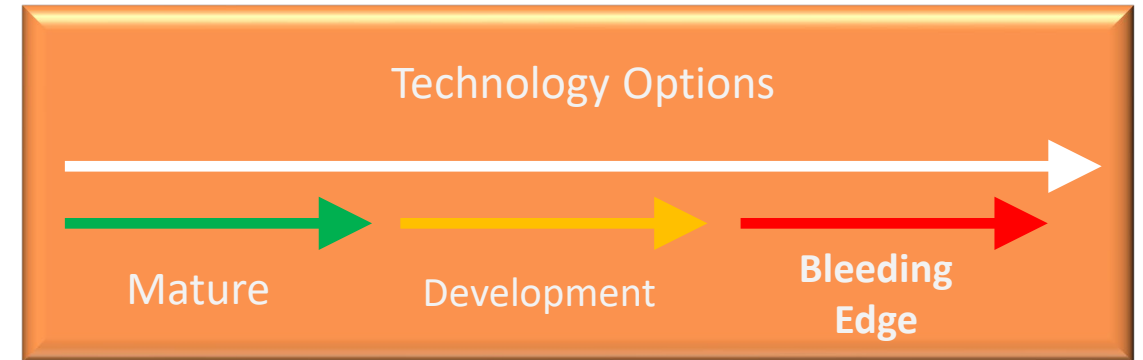 Technology Options
Mature
Development
Bleeding
Edge